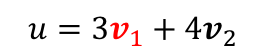 u = 3𝒗₁ + 4𝒗₂